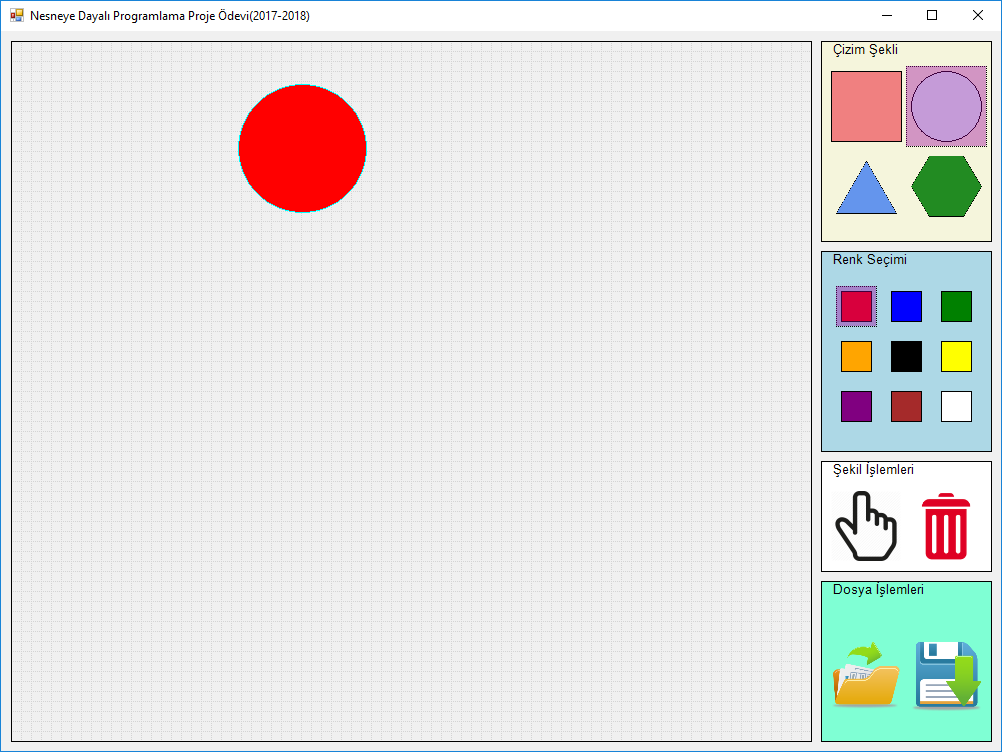 Nesneye Dayalı Programlama Proje Ödevi(2017-2018)
Çizim Şekli
Renk Seçimi
Şekil İşlemleri
Dosya İşlemleri